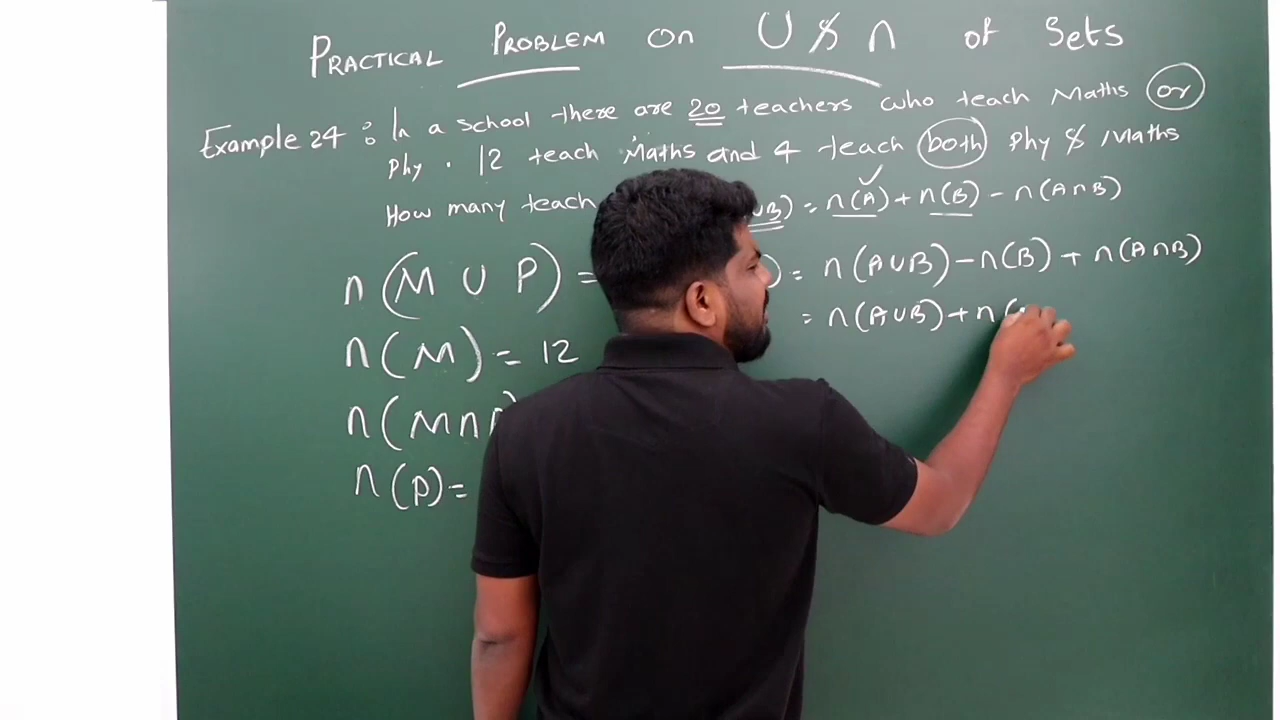 PRACTICAL PROBLEM On ∪ & ∩ of Sets
Example 24 : In a school there are 20 teachers who teach Maths or
Phy . 12 teach Maths and 4 teach both Phy & Maths
How many teach ∪B) = n(A) + n(B) - n(A∩B)
n(M ∪ P) = ) = n(A∪B) - n(B) + n(A∩B)
= n(A∪B) + n(
n(M) = 12
n(M∩
n(P) =